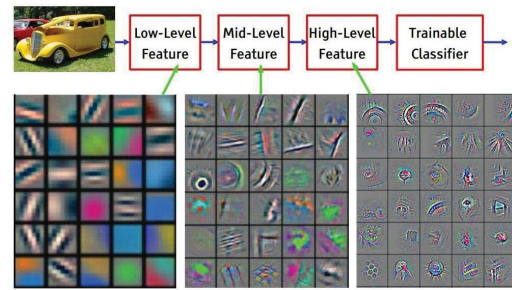 Low-Level
Feature
Mid-Level
Feature
High-Level
Feature
Trainable
Classifier